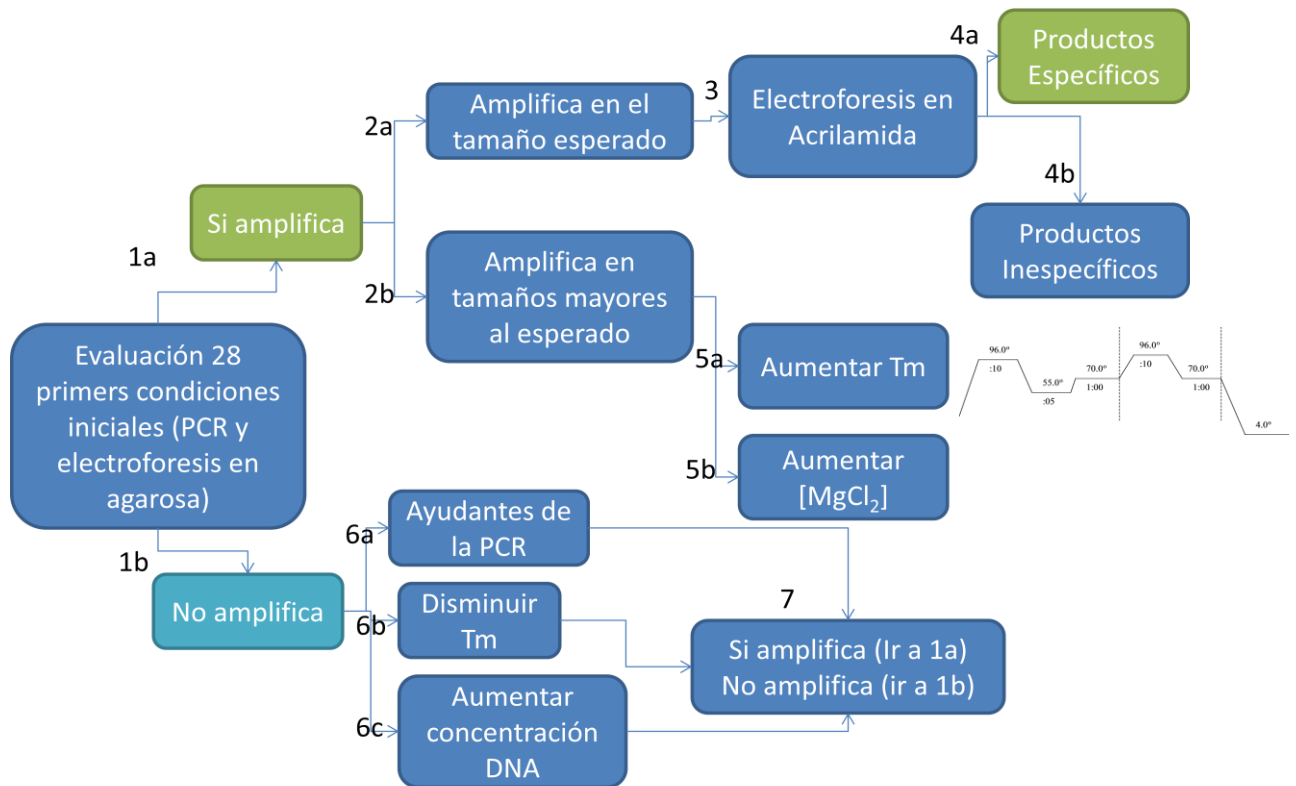 4a
Productos
Específicos
3
Electroforesis en
Acrilamida
2a
Amplifica en el
tamaño esperado
4b
Productos
Inespecíficos
Si amplifica
1a
2b
Amplifica en
tamaños mayores
al esperado
Evaluación 28
primers condiciones
iniciales (PCR y
electroforesis en
agarosa)
5a
Aumentar Tm
96.0º
:10
55.0º
:05
70.0º
1:00
96.0º
:10
70.0º
1:00
4.0º
5b
Aumentar
[MgCl₂]
1b
No amplifica
6a
Ayudantes de
la PCR
6b
Disminuir
Tm
6c
Aumentar
concentración
DNA
7
Si amplifica (Ir a 1a)
No amplifica (ir a 1b)